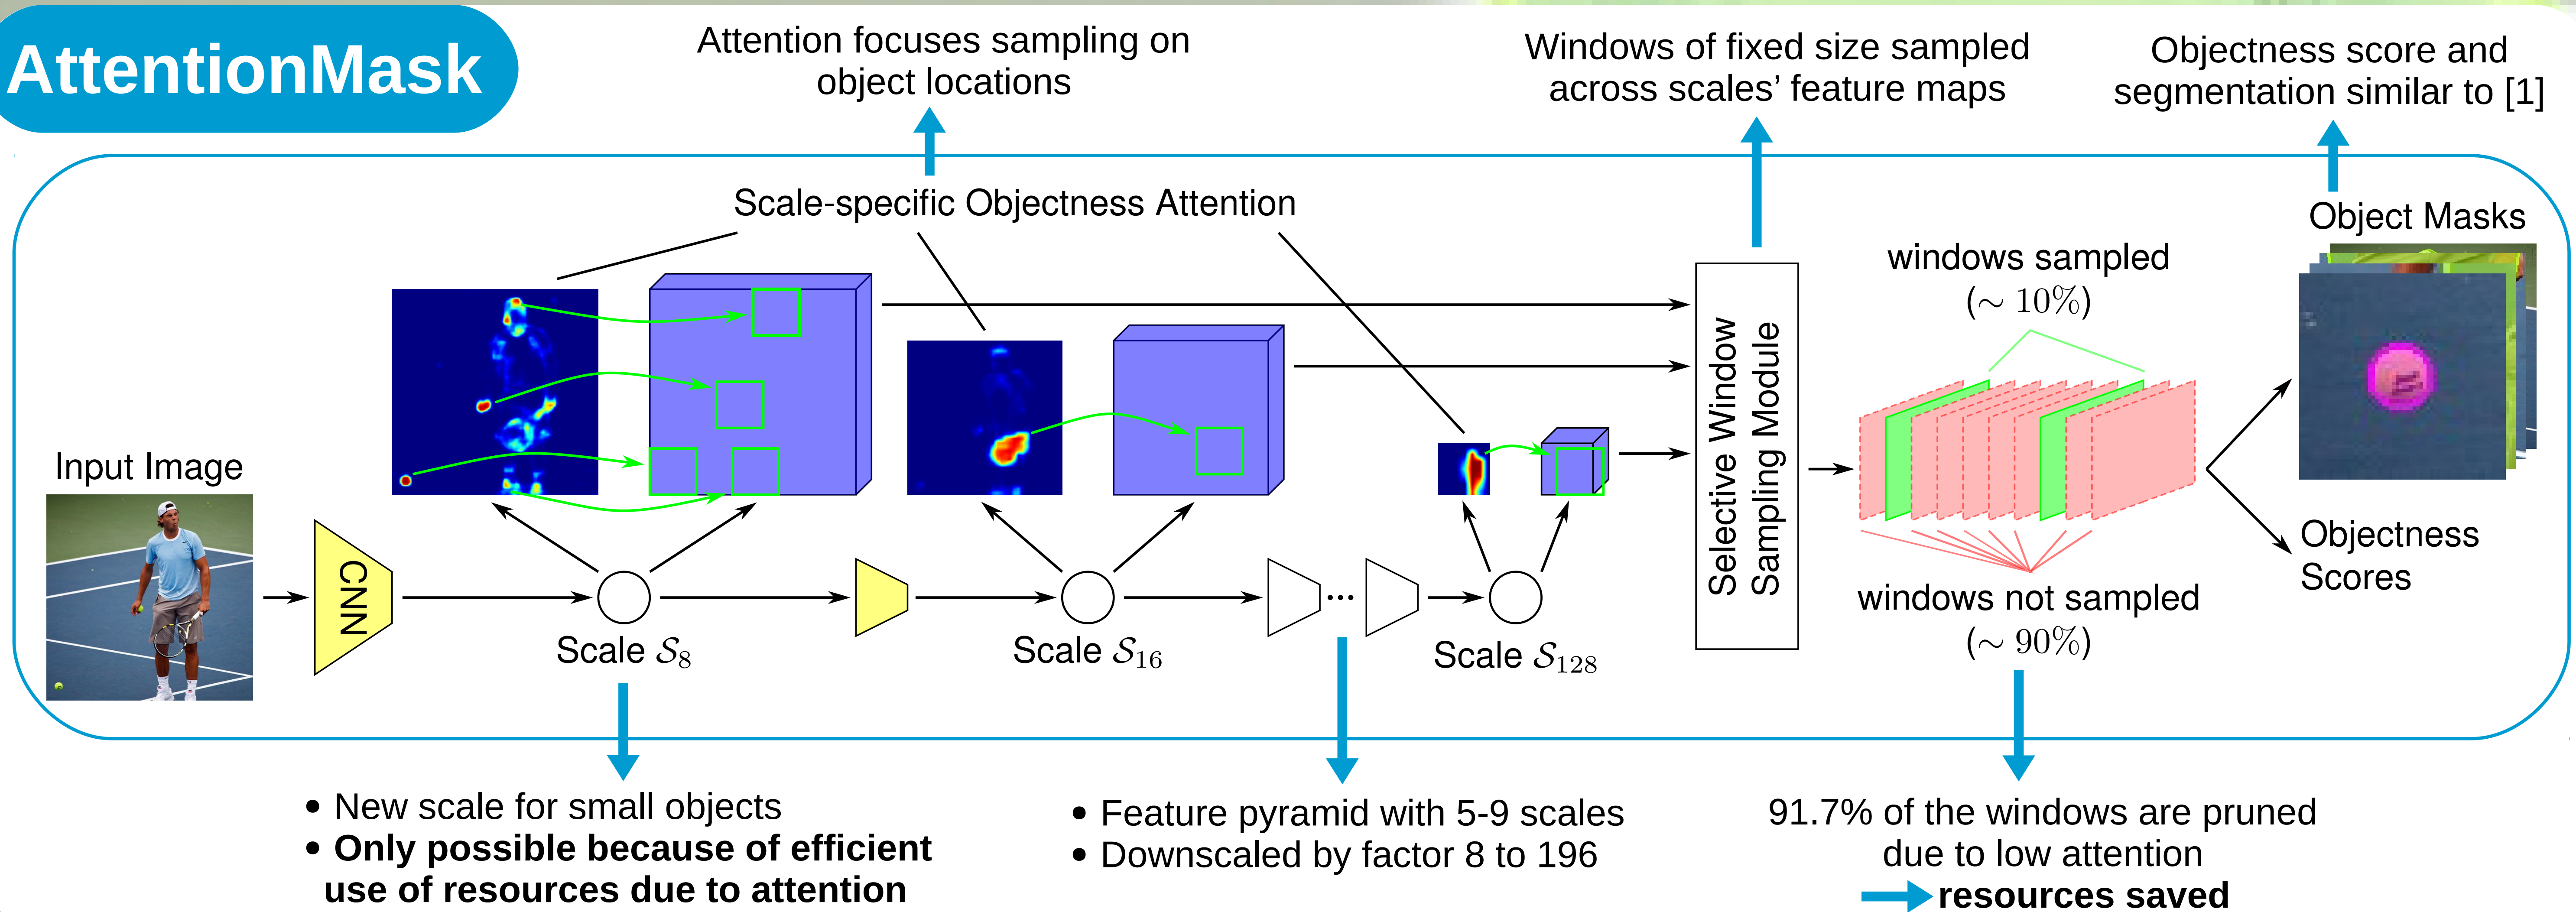 AttentionMask
Attention focuses sampling on
object locations
Windows of fixed size sampled
across scales’ feature maps
Objectness score and
segmentation similar to [1]
Scale-specific Objectness Attention
Input Image
CNN
Scale S₈
Scale S₁₆
...
Scale S₁₂₈
Selective Window
Sampling Module
windows sampled
(∼ 10%)
windows not sampled
(∼ 90%)
Object Masks
Objectness
Scores
• New scale for small objects
• Only possible because of efficient
use of resources due to attention
• Feature pyramid with 5-9 scales
• Downscaled by factor 8 to 196
91.7% of the windows are pruned
due to low attention
resources saved